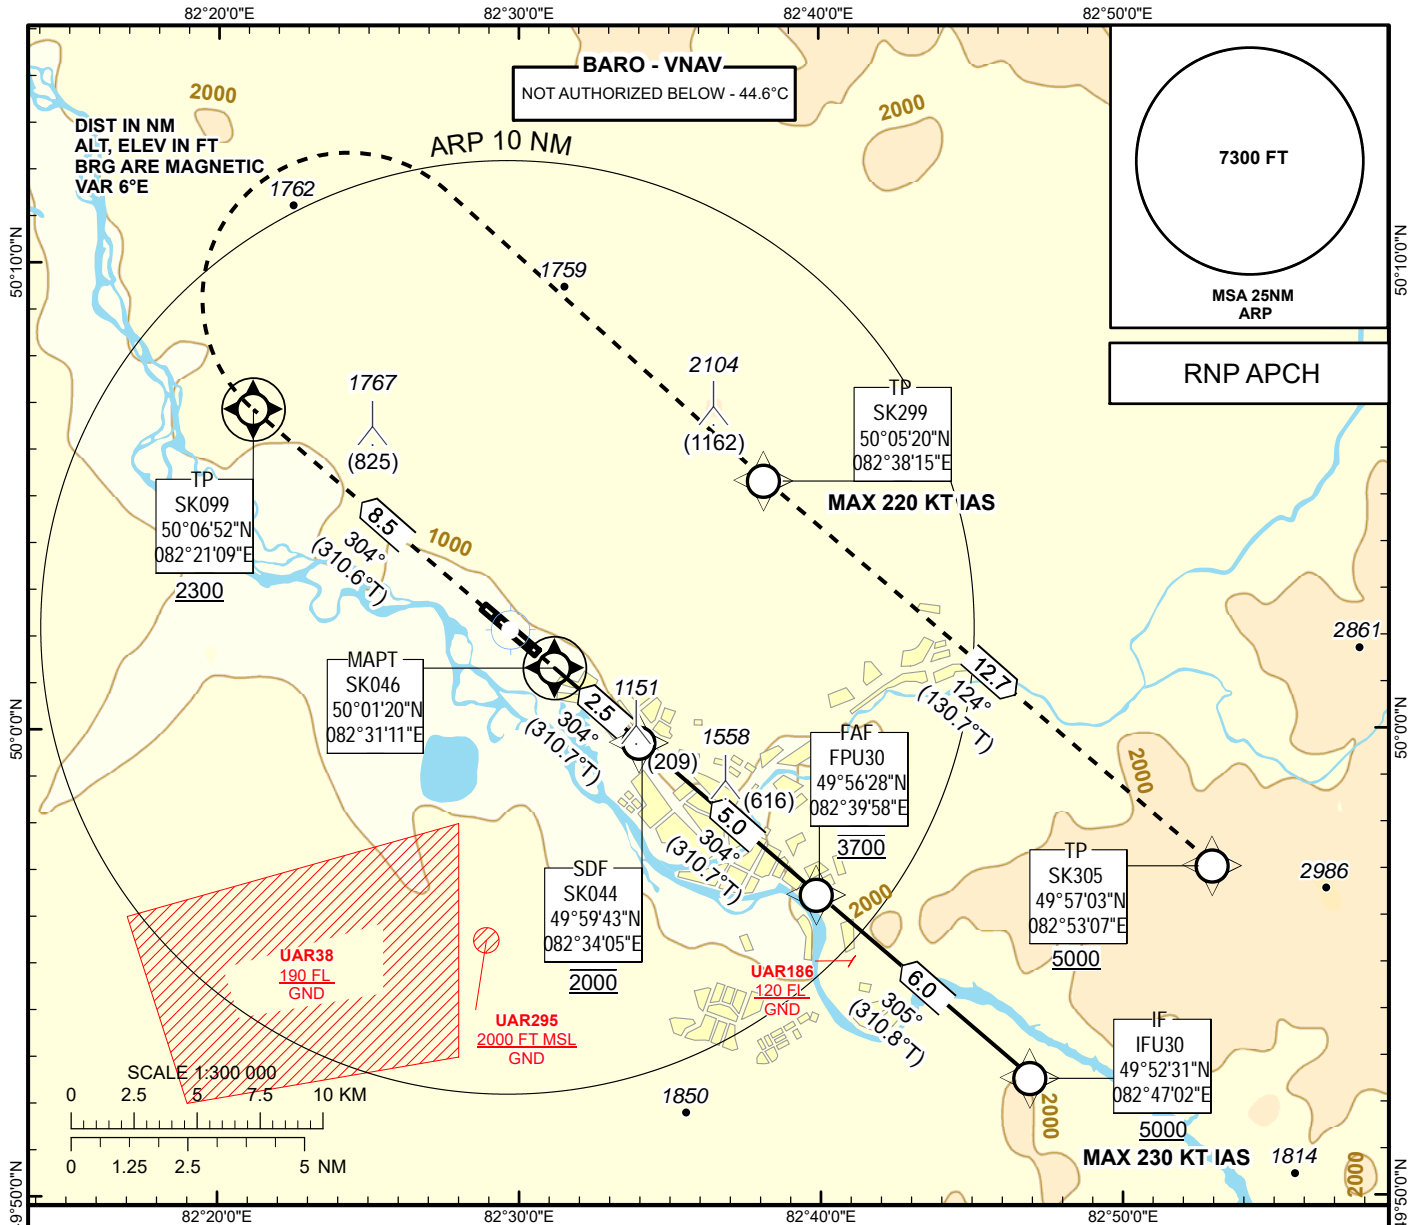 82°20'0"E
82°30'0"E
82°40'0"E
82°50'0"E
BARO - VNAV
NOT AUTHORIZED BELOW - 44.6°C
2000
2000
DIST IN NM
ALT, ELEV IN FT
BRG ARE MAGNETIC
VAR 6°E
ARP 10 NM
7300 FT
MSA 25NM
ARP
RNP APCH
1762
1759
50°10'0"N
50°10'0"N
1767
(825)
2104
(1162)
TP
SK299
50°05'20"N
082°38'15"E
MAX 220 KT IAS
TP
SK099
50°06'52"N
082°21'09"E
2300
8.5
304°
(310.6°T)
1000
MAPT
SK046
50°01'20"N
082°31'11"E
1151
(209)
2.5
304°
(310.7°T)
12.7
124°
(130.7°T)
2861
50°0'0"N
50°0'0"N
1558
(616)
5.0
304°
(310.7°T)
FAF
FPU30
49°56'28"N
082°39'58"E
3700
2000
2000
TP
SK305
49°57'03"N
082°53'07"E
5000
2986
SDF
SK044
49°59'43"N
082°34'05"E
2000
UAR38
190 FL
GND
UAR295
2000 FT MSL
GND
UAR186
120 FL
GND
6.0
305°
(310.8°T)
IF
IFU30
49°52'31"N
082°47'02"E
5000
MAX 230 KT IAS
2000
1850
1814
2000
SCALE 1:300 000
0 2.5 5 7.5 10 KM
0 1.25 2.5 5 NM
49°50'0"N
49°50'0"N
82°20'0"E
82°30'0"E
82°40'0"E
82°50'0"E